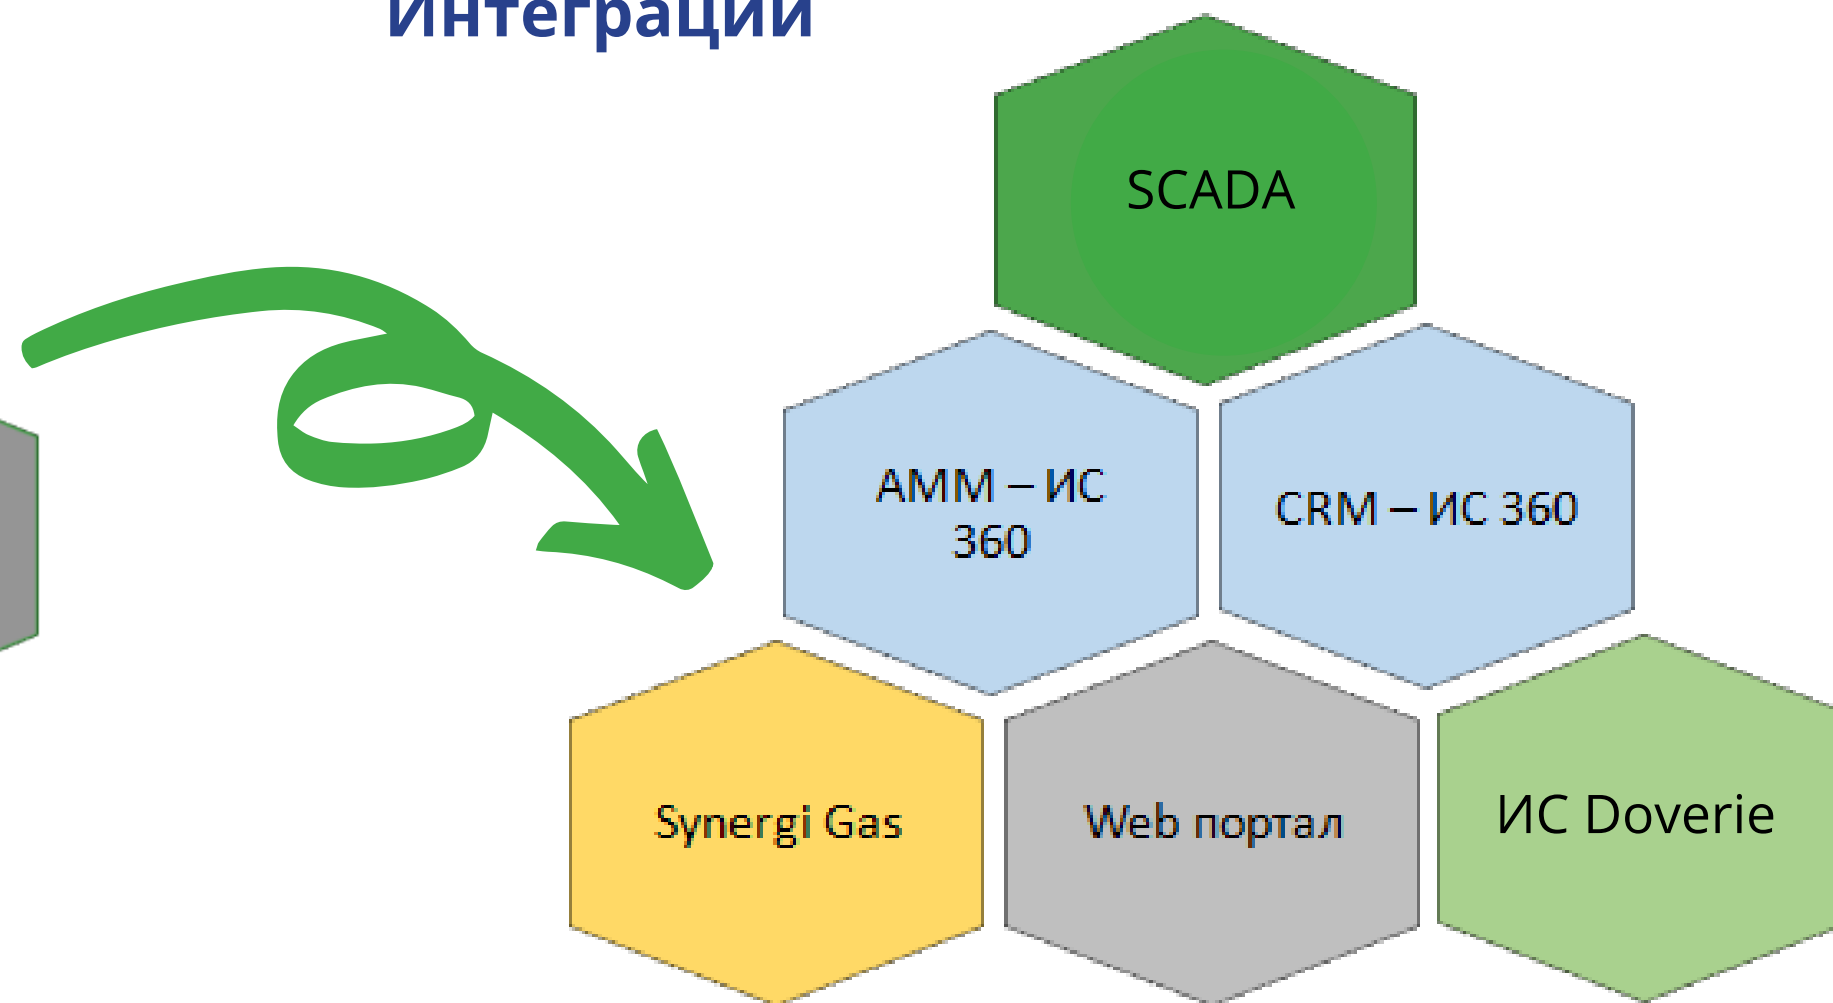 Интеграции
SCADA
АММ – ИС
360
CRM – ИС 360
Synergi Gas
Web портал
ИС Doverie